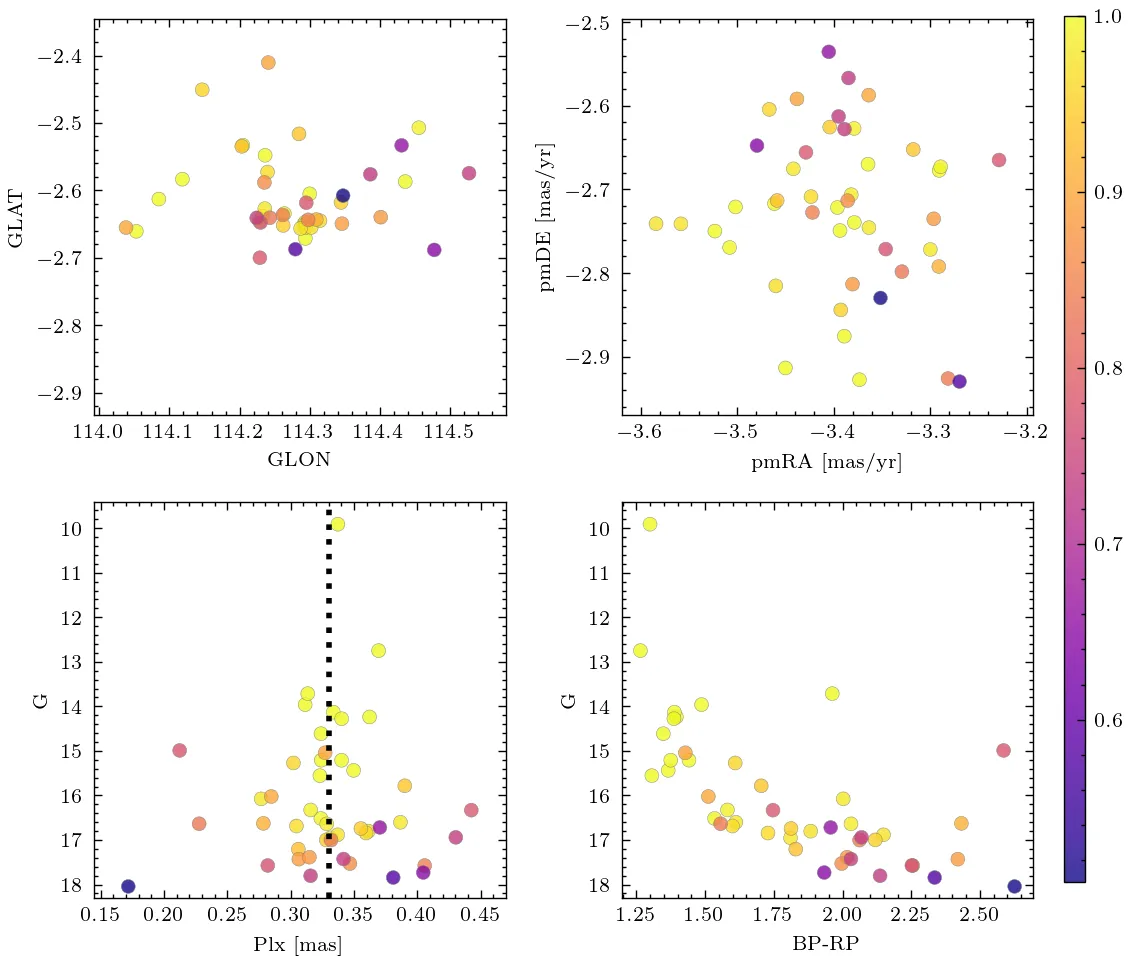 −2.4
−2.5
−2.6
−2.7
−2.8
−2.9
GLAT
114.0 114.1 114.2 114.3 114.4 114.5
GLON
−2.5
−2.6
−2.7
−2.8
−2.9
pmDE [mas/yr]
−3.6 −3.5 −3.4 −3.3 −3.2
pmRA [mas/yr]
10
11
12
13
14
15
16
17
18
G
0.15 0.20 0.25 0.30 0.35 0.40 0.45
Plx [mas]
10
11
12
13
14
15
16
17
18
G
1.25 1.50 1.75 2.00 2.25 2.50
BP-RP
1.0
0.9
0.8
0.7
0.6